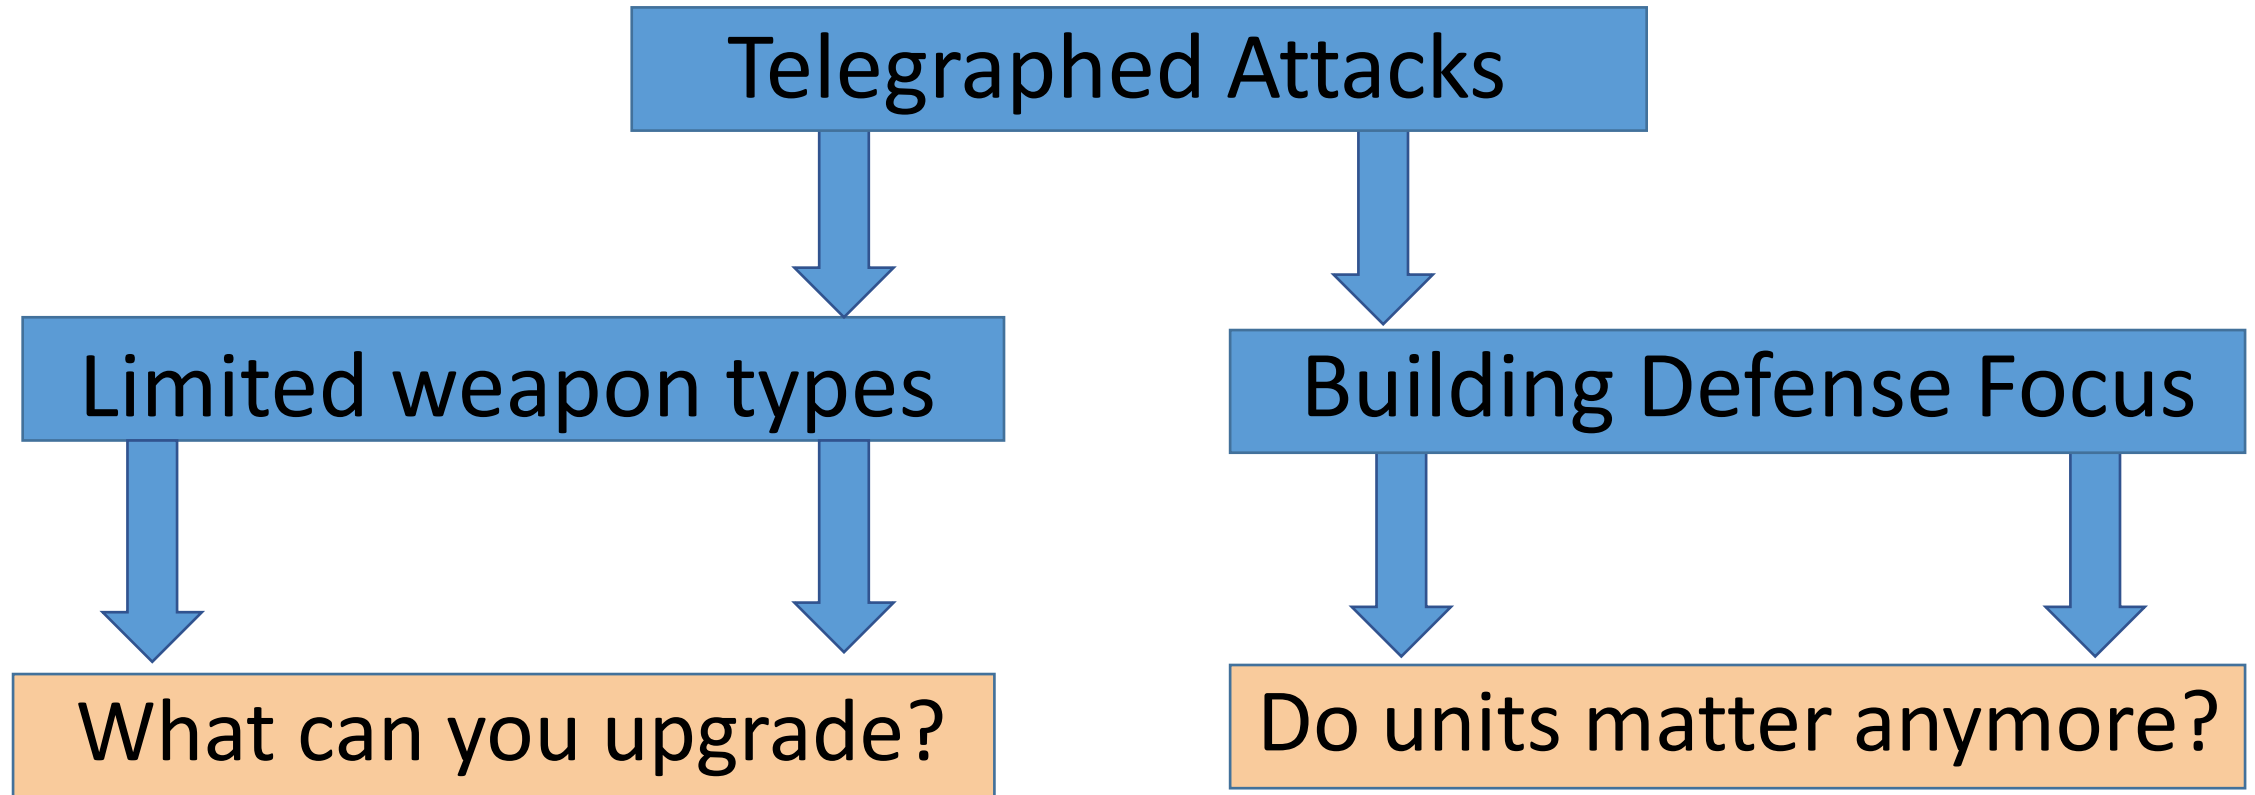 Telegraphed Attacks
Limited weapon types
Building Defense Focus
What can you upgrade?
Do units matter anymore?